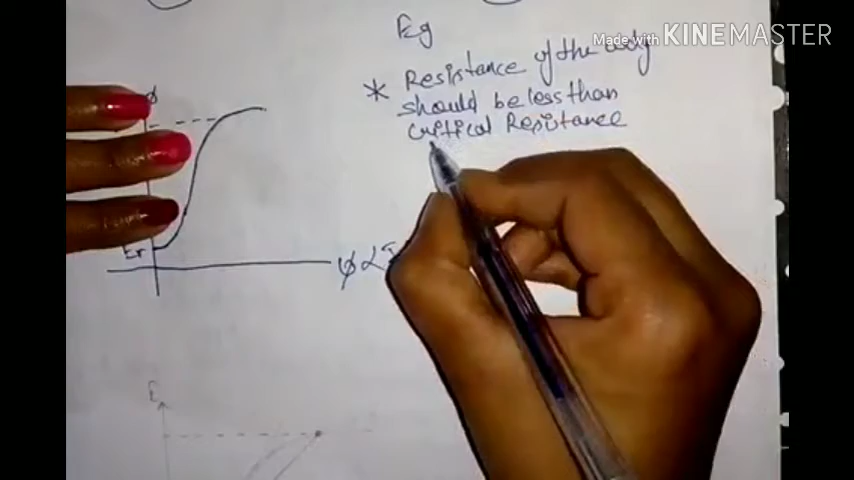 Eg
Made with KINEMASTER
* Resistance of the
should be less than
critical Resistance
Er
φ α I
E